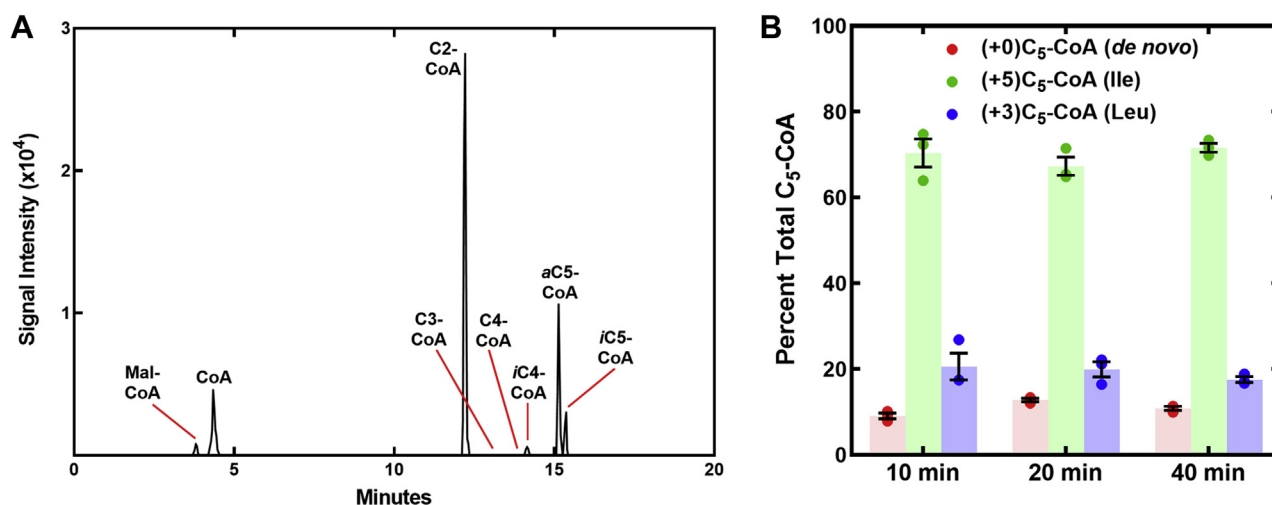 A
Signal Intensity (x10⁴)
3
2
1
0
5
10
15
20
Minutes
Mal-
CoA
CoA
C2-
CoA
C3-
CoA
C4-
CoA
iC4-
CoA
aC5-
CoA
iC5-
CoA
B
Percent Total C₅-CoA
100
80
60
40
20
0
(+0)C₅-CoA (de novo)
(+5)C₅-CoA (Ile)
(+3)C₅-CoA (Leu)
10 min
20 min
40 min